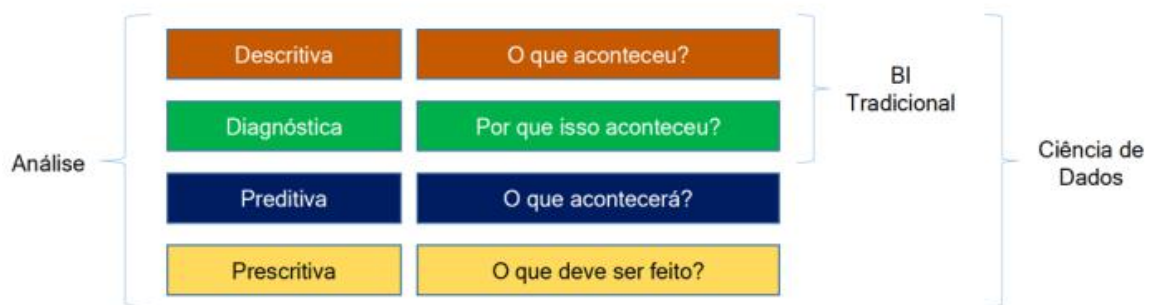 Análise
Descritiva
O que aconteceu?
Diagnóstica
Por que isso aconteceu?
Preditiva
O que acontecerá?
Prescritiva
O que deve ser feito?
BI
Tradicional
Ciência de
Dados